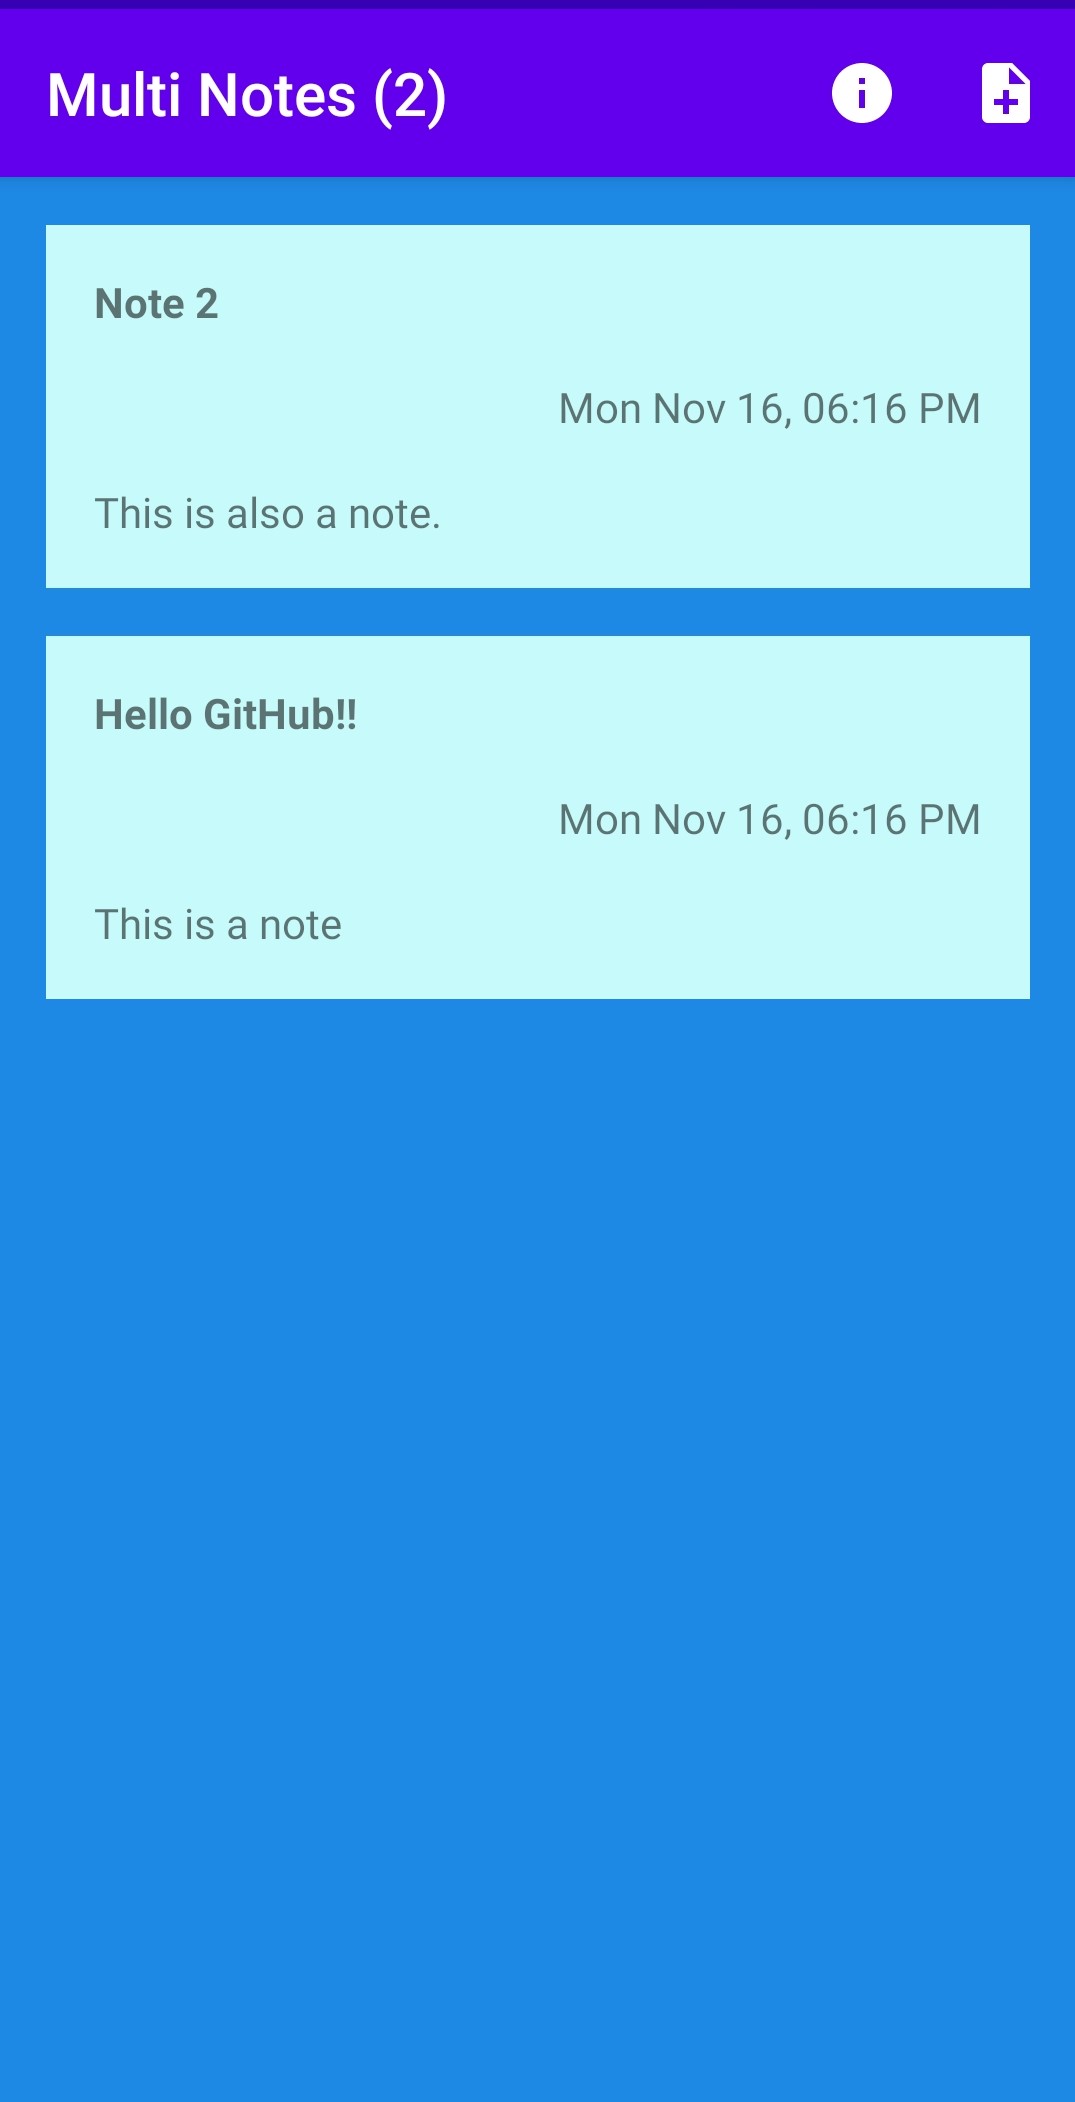 Multi Notes (2)
Note 2
Mon Nov 16, 06:16 PM
This is also a note.
Hello GitHub!!
Mon Nov 16, 06:16 PM
This is a note